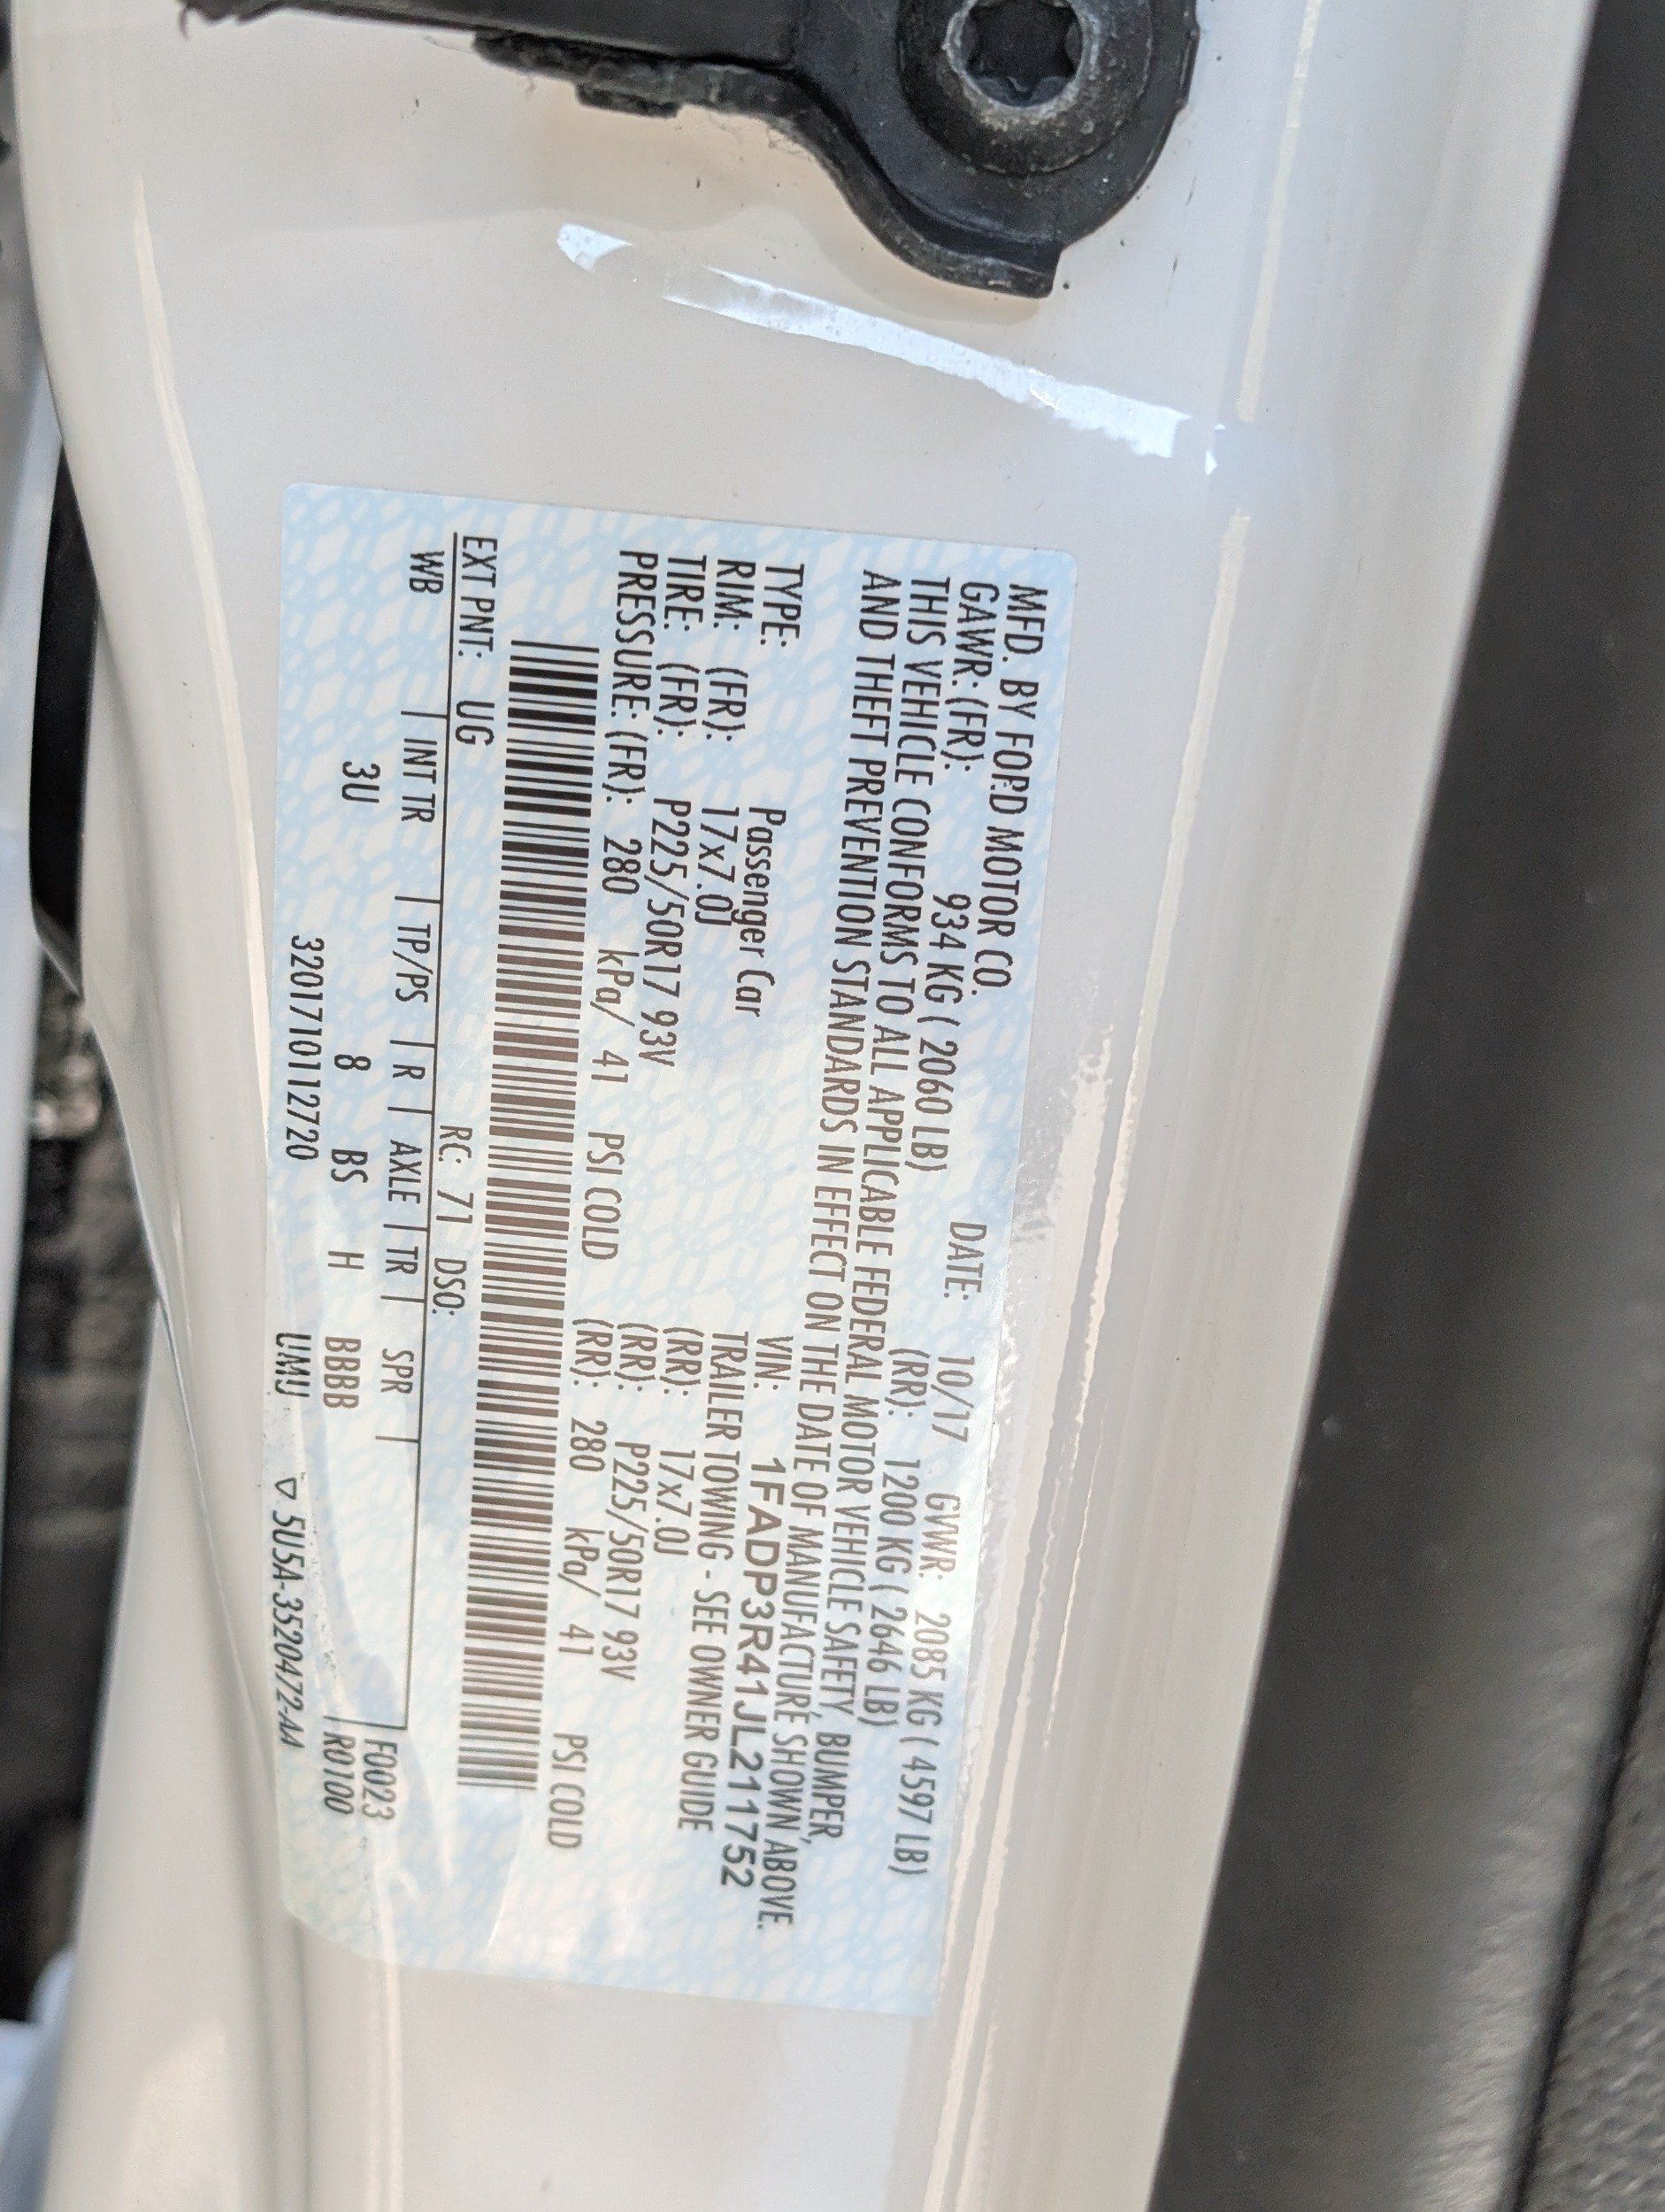 MFD. BY FORD MOTOR CO.
DATE: 10/17 GVWR: 2085 KG ( 4597 LB)
GAWR: (FR): 934 KG ( 2060 LB) (RR): 1200 KG ( 2646 LB)
THIS VEHICLE CONFORMS TO ALL APPLICABLE FEDERAL MOTOR VEHICLE SAFETY, BUMPER,
AND THEFT PREVENTION STANDARDS IN EFFECT ON THE DATE OF MANUFACTURE SHOWN ABOVE.
VIN: 1FADP3R41JL211752
TYPE: Passenger Car TRAILER TOWING - SEE OWNER GUIDE
RIM: (FR): 17x7.0J (RR): 17x7.0J
TIRE: (FR): P225/50R17 93V (RR): P225/50R17 93V
PRESSURE: (FR): 280 kPa/ 41 PSI COLD (RR): 280 kPa/ 41 PSI COLD
EXT PNT: UG RC: 71 DSO:
WB | INT TR | TP/PS | R | AXLE | TR | SPR | F0023
3U 8 BS H BBBB | R0100
3201710112720 UMU ▽ 5U5A-3520472-AA